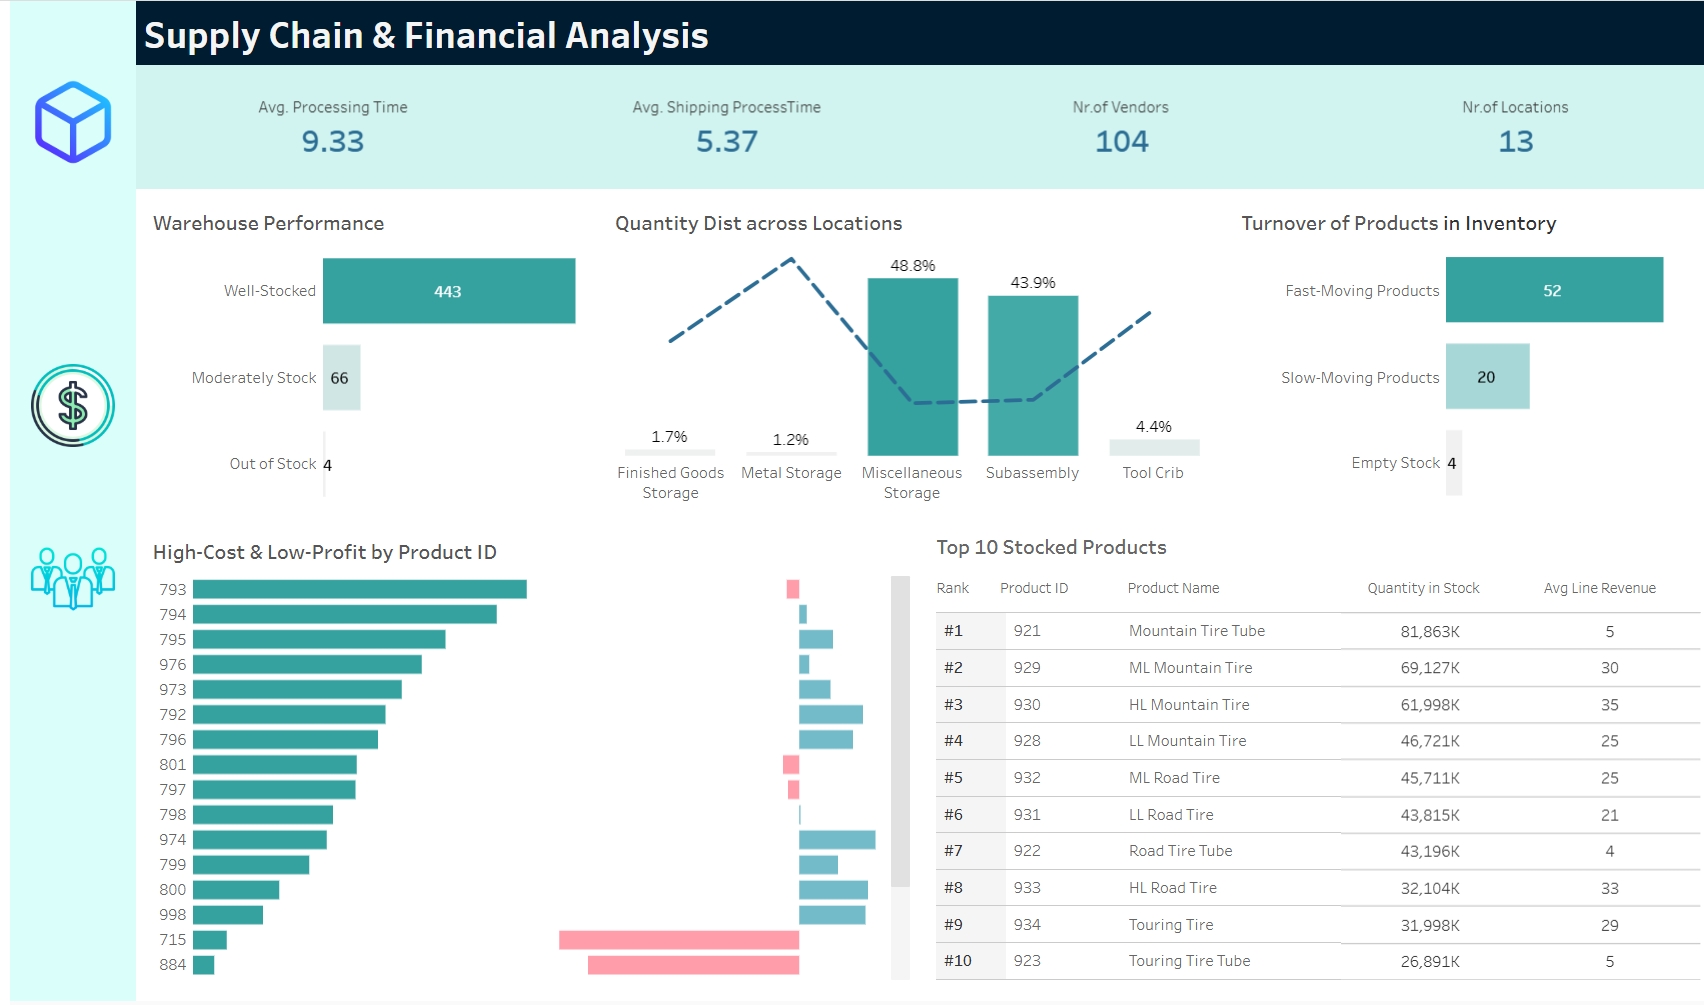 Supply Chain & Financial Analysis
Avg. Processing Time
9.33
Avg. Shipping ProcessTime
5.37
Nr.of Vendors
104
Nr.of Locations
13
Warehouse Performance
Well-Stocked 443
Moderately Stock 66
Out of Stock 4
Quantity Dist across Locations
1.7% 1.2% 48.8% 43.9% 4.4%
Finished Goods
Storage
Metal Storage
Miscellaneous
Storage
Subassembly
Tool Crib
Turnover of Products in Inventory
Fast-Moving Products 52
Slow-Moving Products 20
Empty Stock 4
High-Cost & Low-Profit by Product ID
793
794
795
976
973
792
796
801
797
798
974
799
800
998
715
884
Top 10 Stocked Products
Rank Product ID Product Name Quantity in Stock Avg Line Revenue
#1 921 Mountain Tire Tube 81,863K 5
#2 929 ML Mountain Tire 69,127K 30
#3 930 HL Mountain Tire 61,998K 35
#4 928 LL Mountain Tire 46,721K 25
#5 932 ML Road Tire 45,711K 25
#6 931 LL Road Tire 43,815K 21
#7 922 Road Tire Tube 43,196K 4
#8 933 HL Road Tire 32,104K 33
#9 934 Touring Tire 31,998K 29
#10 923 Touring Tire Tube 26,891K 5